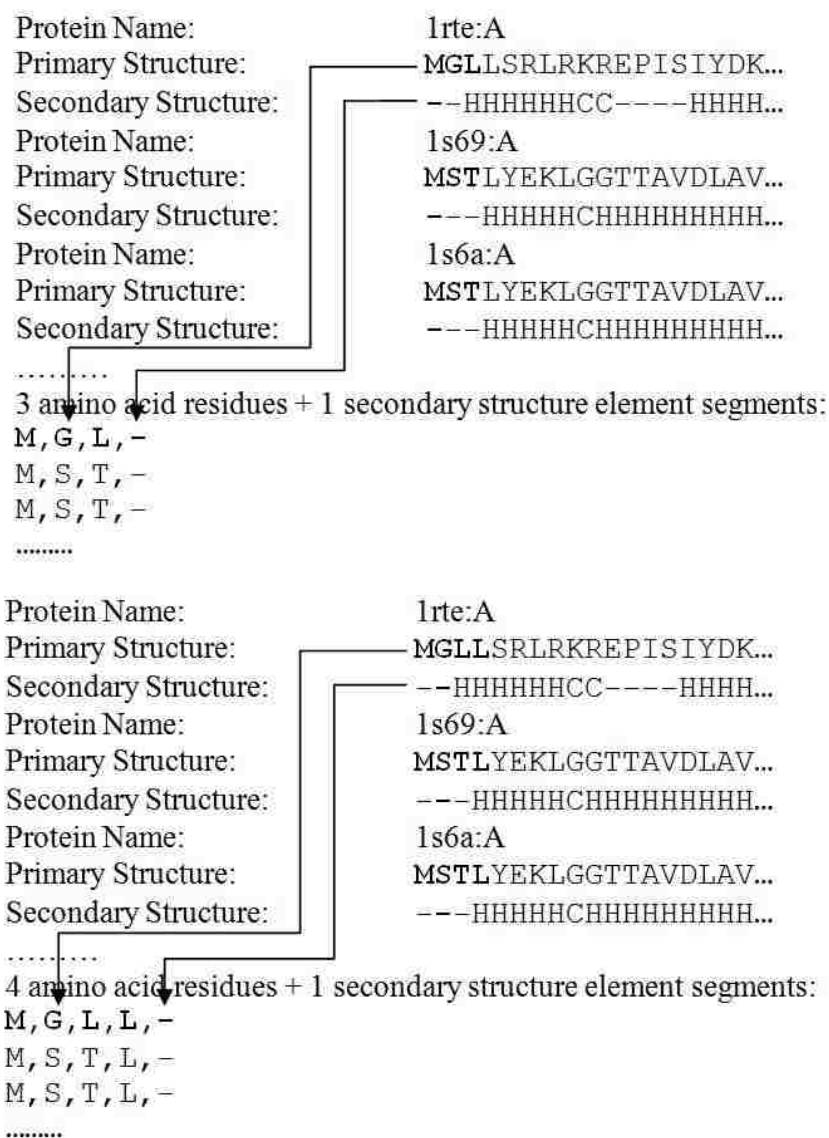 Protein Name: 1rte:A
Primary Structure: MGLLSRLRKREPISIYDK…
Secondary Structure: --HHHHHHCC----HHHH…
Protein Name: 1s69:A
Primary Structure: MSTLYEKLGGTTAVDLAV…
Secondary Structure: ---HHHHHCHHHHHHHHH…
Protein Name: 1s6a:A
Primary Structure: MSTLYEKLGGTTAVDLAV…
Secondary Structure: ---HHHHHCHHHHHHHHH…
.........
3 amino acid residues + 1 secondary structure element segments:
M,G,L,-
M,S,T,-
M,S,T,-
.........
Protein Name: 1rte:A
Primary Structure: MGLLSRLRKREPISIYDK…
Secondary Structure: --HHHHHHCC----HHHH…
Protein Name: 1s69:A
Primary Structure: MSTLYEKLGGTTAVDLAV…
Secondary Structure: ---HHHHHCHHHHHHHHH…
Protein Name: 1s6a:A
Primary Structure: MSTLYEKLGGTTAVDLAV…
Secondary Structure: ---HHHHHCHHHHHHHHH…
.........
4 amino acid residues + 1 secondary structure element segments:
M,G,L,L,-
M,S,T,L,-
M,S,T,L,-
.........